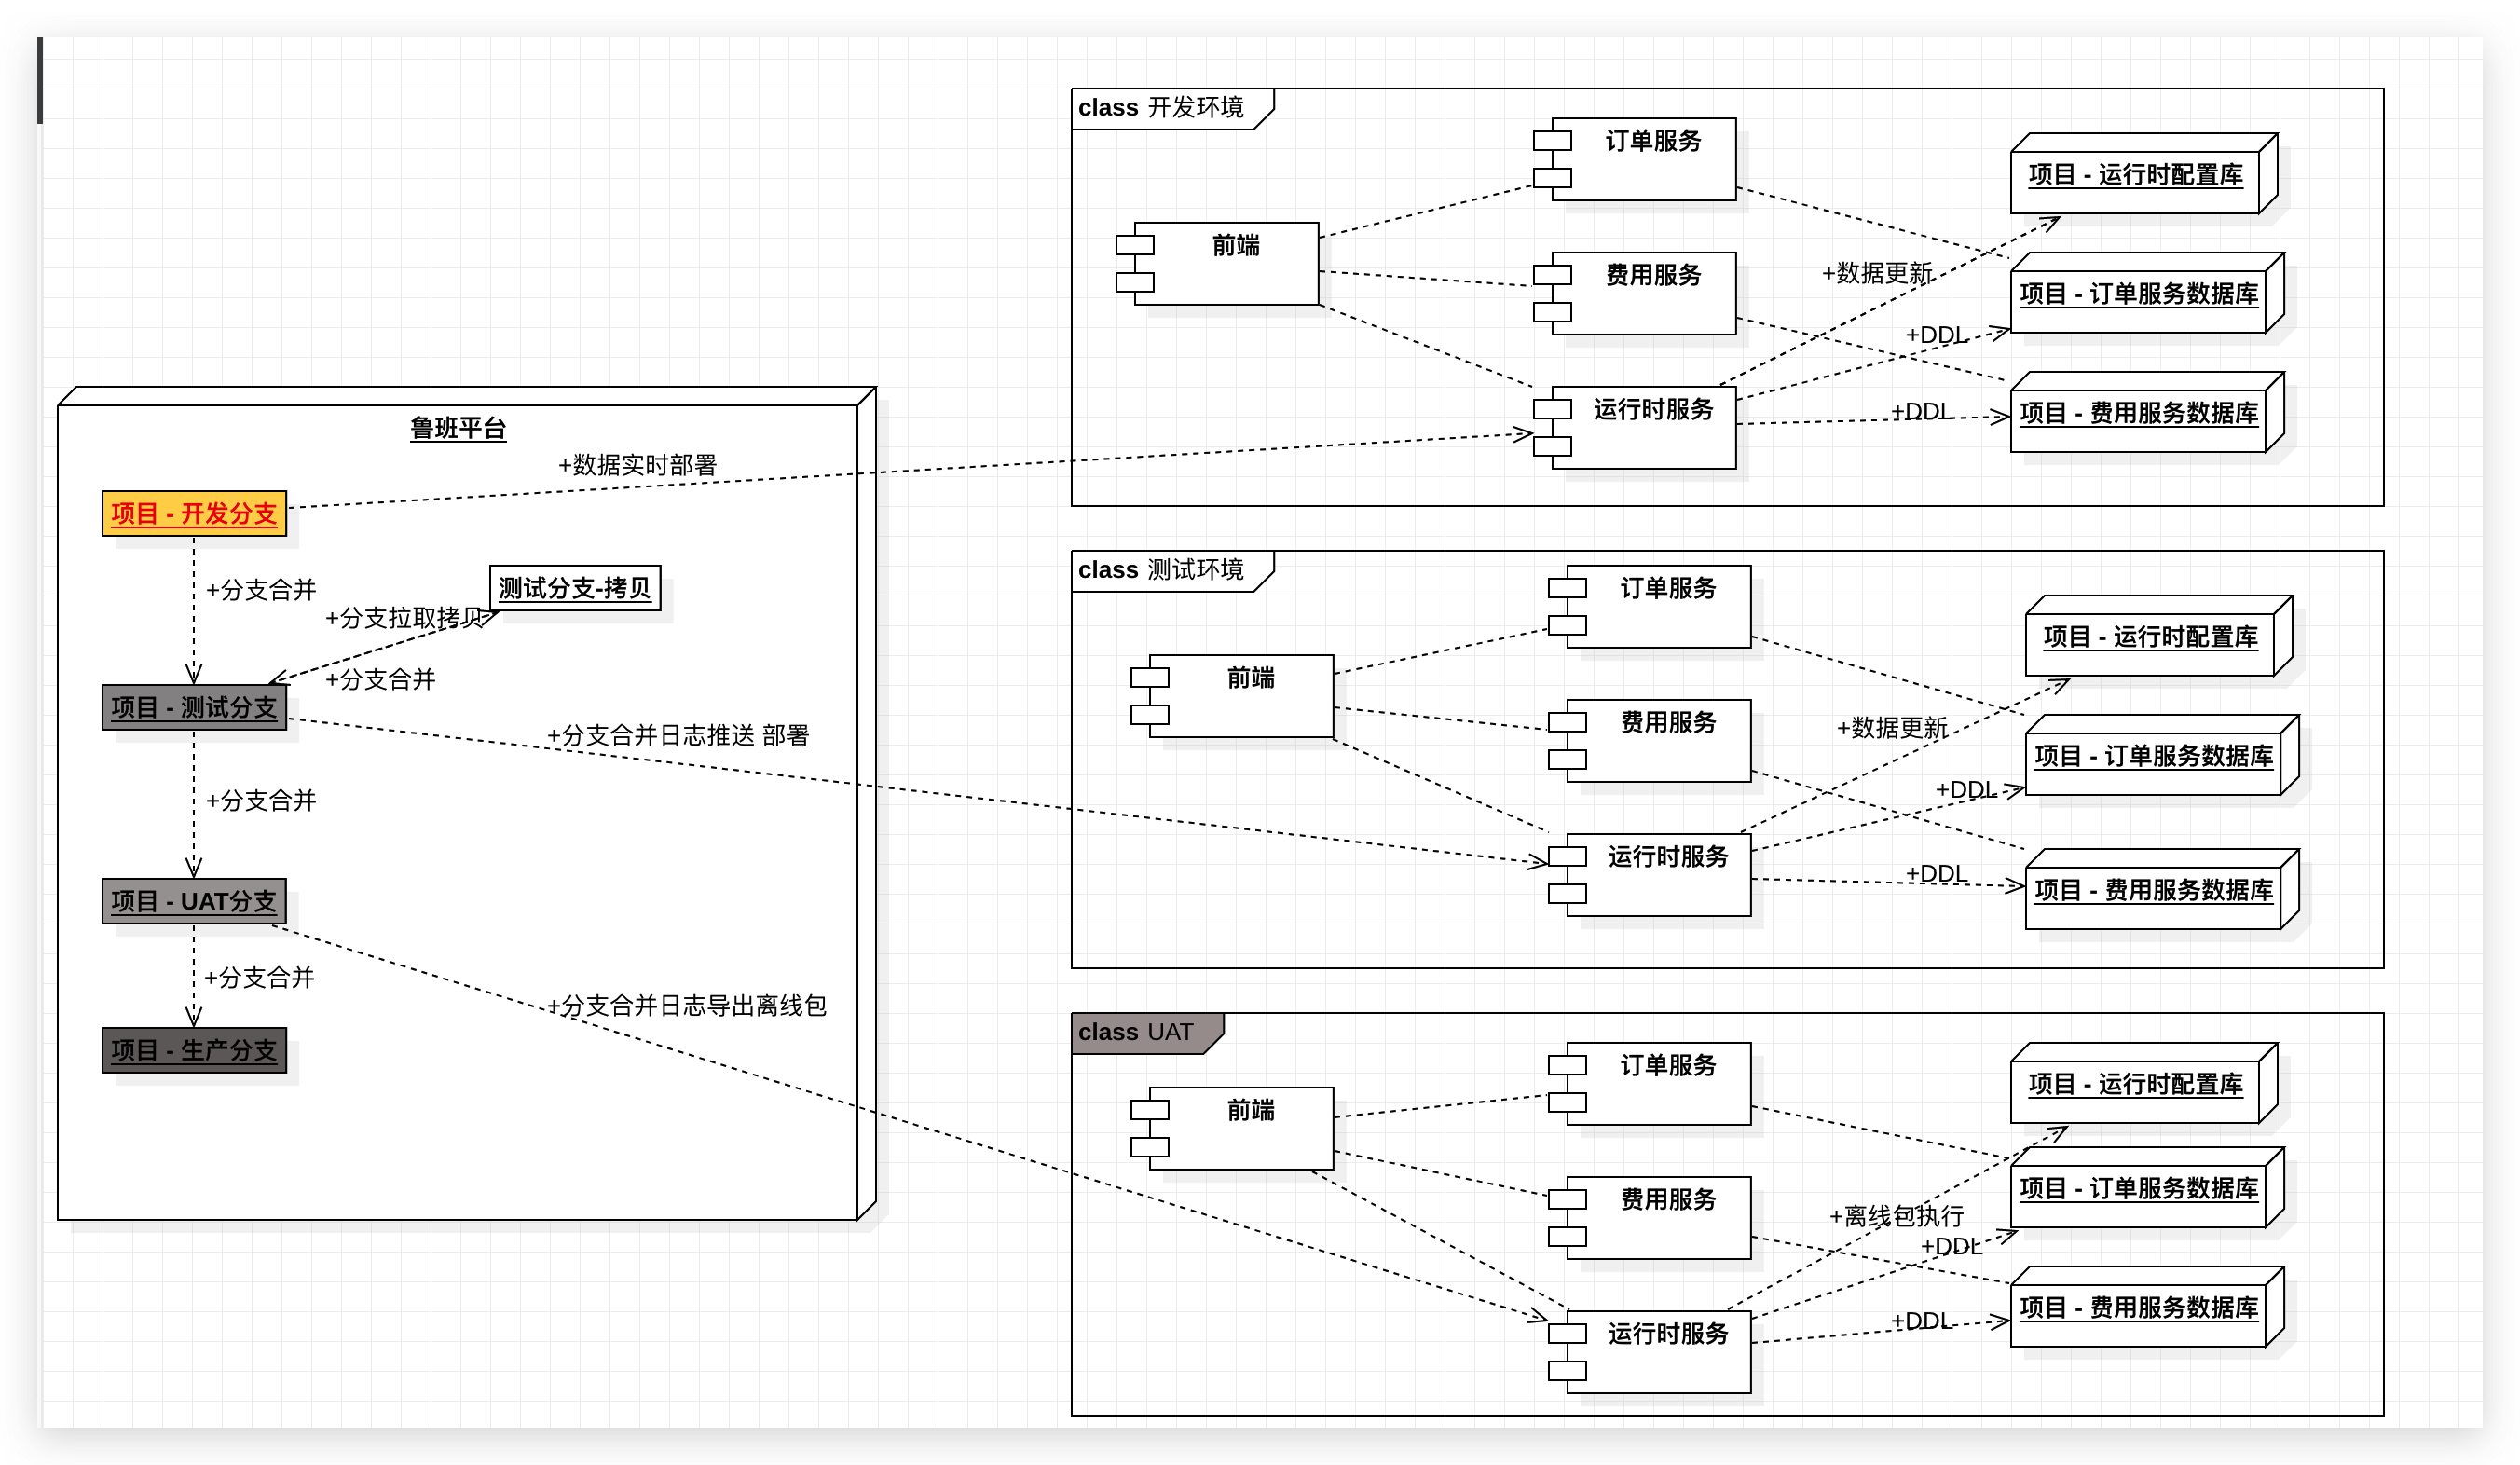 class 开发环境
订单服务
项目 - 运行时配置库
前端
费用服务
+数据更新
项目 - 订单服务数据库
+DDL
运行时服务
+DDL
项目 - 费用服务数据库
鲁班平台
+数据实时部署
项目 - 开发分支
+分支合并
测试分支-拷贝
+分支拉取拷贝
+分支合并
项目 - 测试分支
+分支合并日志推送 部署
+分支合并
项目 - UAT分支
+分支合并
+分支合并日志导出离线包
项目 - 生产分支
class 测试环境
订单服务
项目 - 运行时配置库
前端
费用服务
+数据更新
项目 - 订单服务数据库
+DDL
运行时服务
+DDL
项目 - 费用服务数据库
class UAT
订单服务
项目 - 运行时配置库
前端
费用服务
项目 - 订单服务数据库
+离线包执行
+DDL
运行时服务
+DDL
项目 - 费用服务数据库